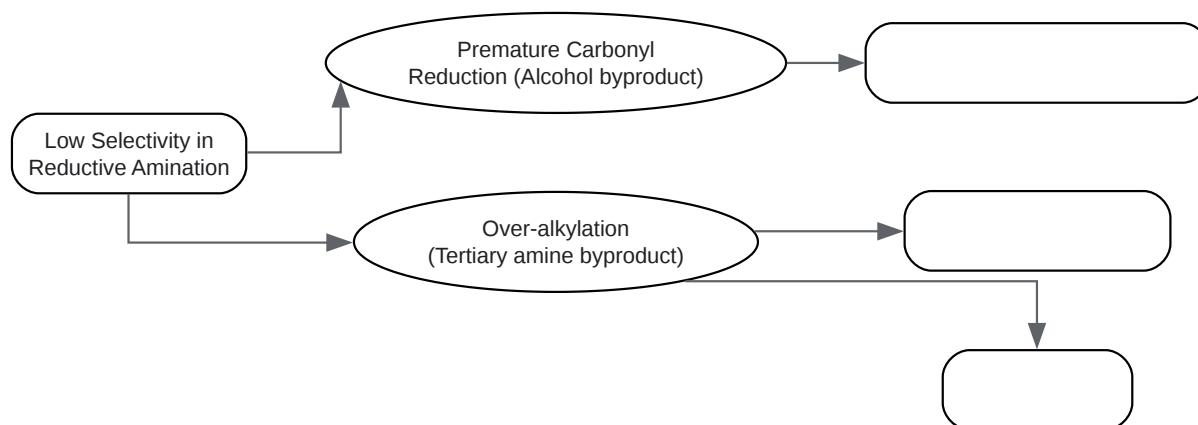 Premature Carbonyl
Reduction (Alcohol byproduct)
Low Selectivity in
Reductive Amination
Over-alkylation
(Tertiary amine byproduct)